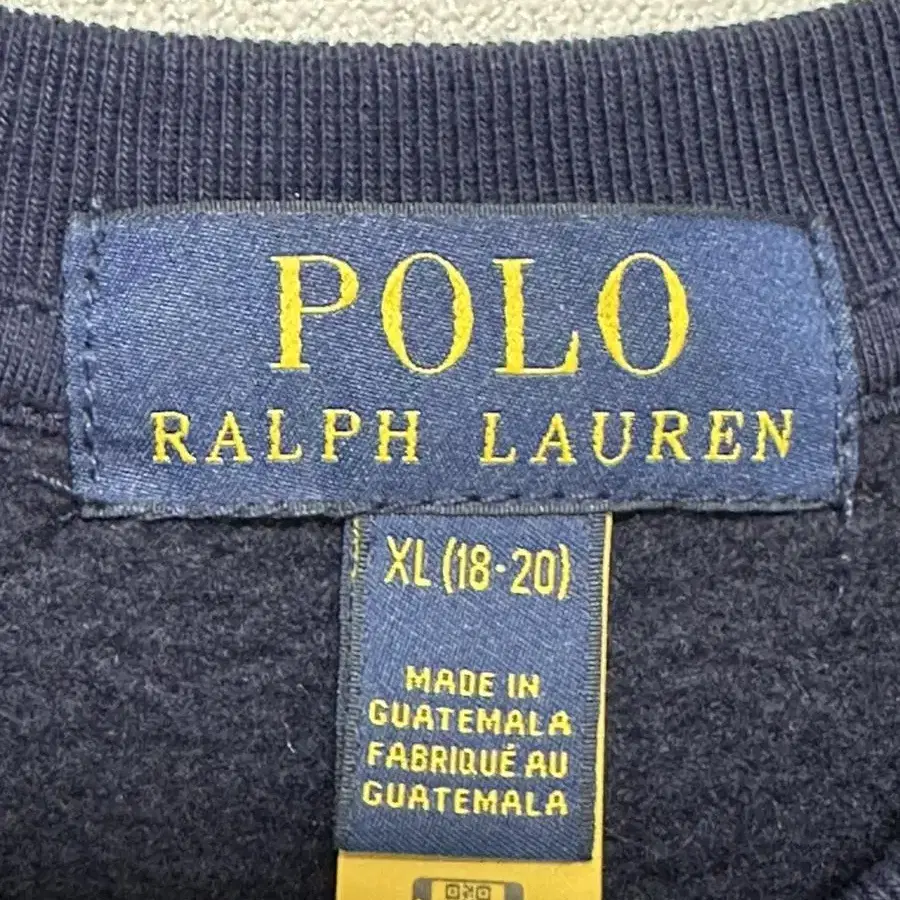 POLO
RALPH LAUREN
XL (18-20)
MADE IN
GUATEMALA
FABRIQUÉ AU
GUATEMALA